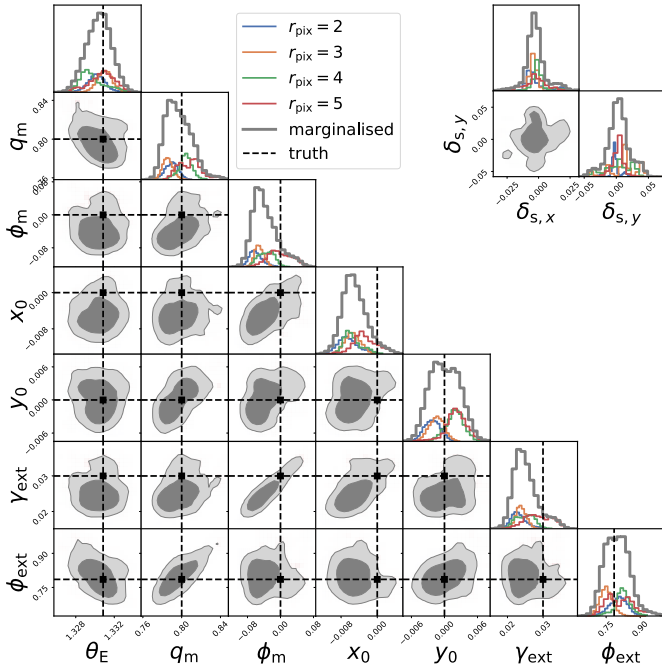 r_pix = 2
r_pix = 3
r_pix = 4
r_pix = 5
marginalised
truth
0.84
q_m
0.80
0.76
0.08
ϕ_m
0.00
−0.08
x_0
0.000
−0.008
y_0
0.006
0.000
−0.006
γ_ext
0.03
0.02
ϕ_ext
0.90
0.75
δ_s,y
0.05
0.00
−0.05
−0.025 0.000 0.025 −0.05 0.00 0.05
δ_s,x δ_s,y
1.328 1.332 0.76 0.80 0.84 −0.08 0.00 0.08 −0.008 0.000 −0.006 0.000 0.006 0.02 0.03 0.75 0.90
θ_E q_m ϕ_m x_0 y_0 γ_ext ϕ_ext